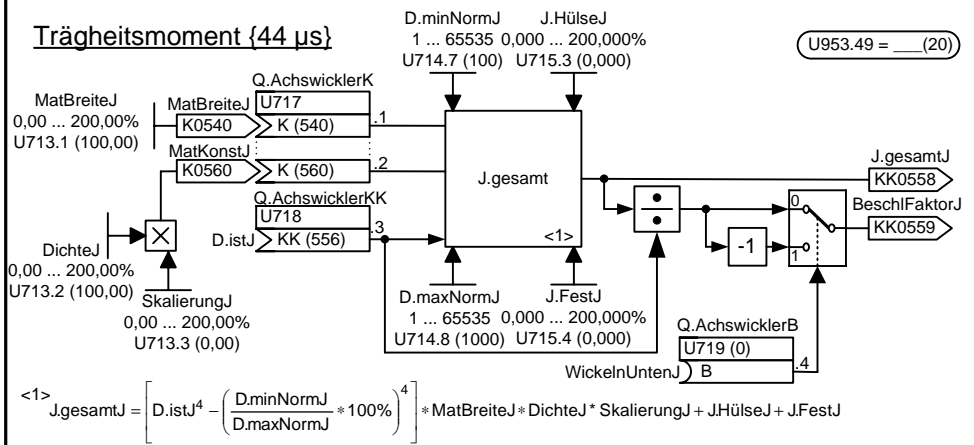 Trägheitsmoment {44 µs}
D.minNormJ
1 ... 65535
U714.7 (100)
J.HülseJ
0,000 ... 200,000%
U715.3 (0,000)
U953.49 = ___(20)
MatBreiteJ
0,00 ... 200,00%
U713.1 (100,00)
MatBreiteJ
K0540
Q.AchswicklerK
U717
K (540)
.1
MatKonstJ
K0560
K (560)
.2
Q.AchswicklerKK
U718
D.istJ
KK (556)
.3
J.gesamt
<1>
J.gesamtJ
KK0558
BeschlFaktorJ
KK0559
0
1
-1
DichteJ
0,00 ... 200,00%
U713.2 (100,00)
SkalierungJ
0,00 ... 200,00%
U713.3 (0,00)
D.maxNormJ
1 ... 65535
U714.8 (1000)
J.FestJ
0,000 ... 200,000%
U715.4 (0,000)
Q.AchswicklerB
U719 (0)
WickelnUntenJ
B
.4
<1> J.gesamtJ = [D.istJ⁴ − (D.minNormJ / D.maxNormJ * 100%)⁴] * MatBreiteJ * DichteJ * SkalierungJ + J.HülseJ + J.FestJ